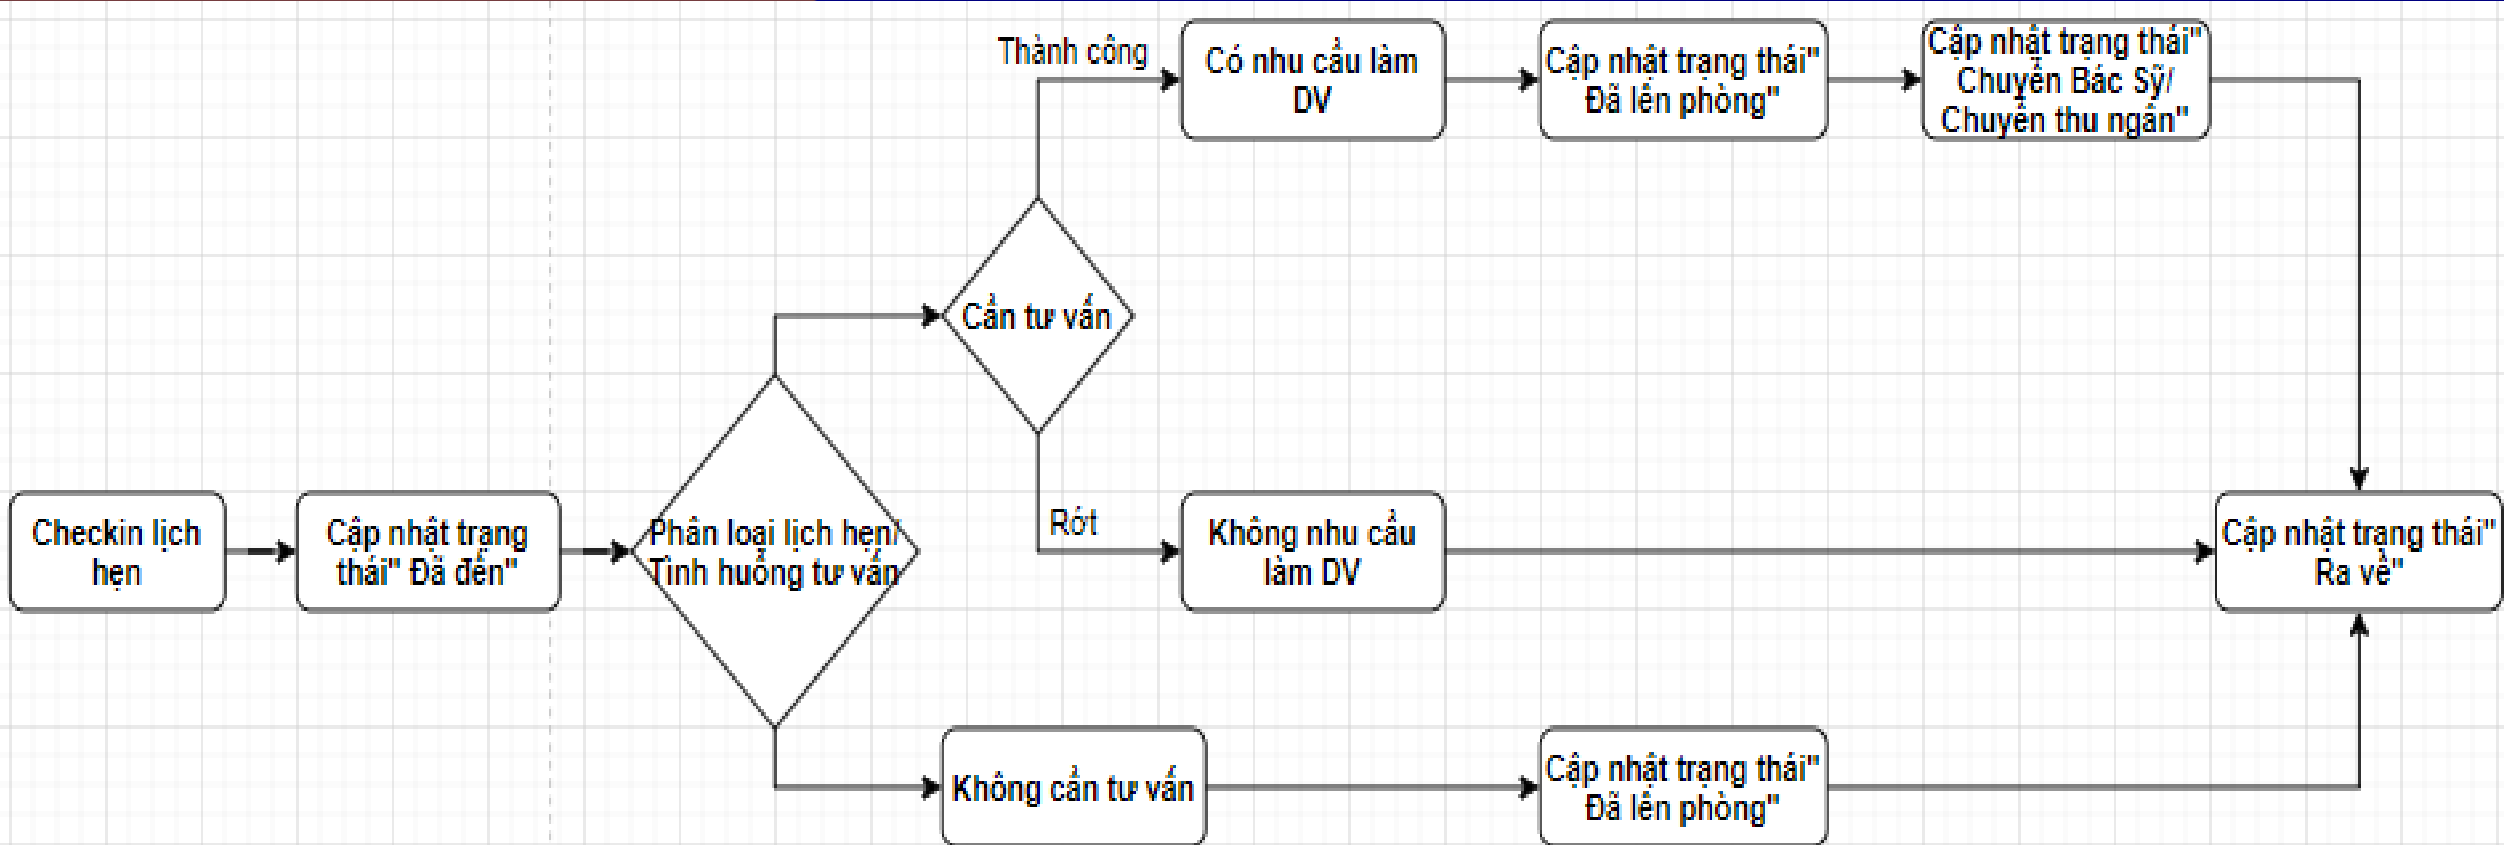 Thành công
Có nhu cầu làm
DV
Cập nhật trạng thái"
Đã lên phòng"
Cập nhật trạng thái"
Chuyển Bác Sỹ/
Chuyển thu ngân"
Cần tư vấn
Checkin lịch
hẹn
Cập nhật trạng
thái" Đã đến"
Phân loại lịch hẹn/
Tình huống tư vấn
Rớt
Không nhu cầu
làm DV
Cập nhật trạng thái"
Ra về"
Không cần tư vấn
Cập nhật trạng thái"
Đã lên phòng"